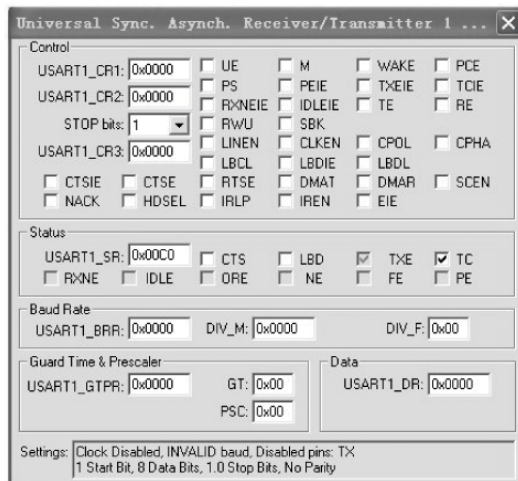 Universal Sync. Asynch. Receiver/Transmitter 1 ...
Control
USART1_CR1: 0x0000 UE M WAKE PCE
PS PEIE TXEIE TCIE
USART1_CR2: 0x0000 RXNEIE IDLEIE TE RE
STOP bits: 1 RWU SBK
USART1_CR3: 0x0000 LINEN CLKEN CPOL CPHA
LBCL LBDIE LBDL
CTSIE CTSE RTSE DMAT DMAR SCEN
NACK HDSEL IRLP IREN EIE
Status
USART1_SR: 0x00C0 CTS LBD TXE TC
RXNE IDLE ORE NE FE PE
Baud Rate
USART1_BRR: 0x0000 DIV_M: 0x0000 DIV_F: 0x00
Guard Time & Prescaler Data
USART1_GTPR: 0x0000 GT: 0x00 USART1_DR: 0x0000
PSC: 0x00
Settings: Clock Disabled, INVALID baud, Disabled pins: TX
1 Start Bit, 8 Data Bits, 1.0 Stop Bits, No Parity